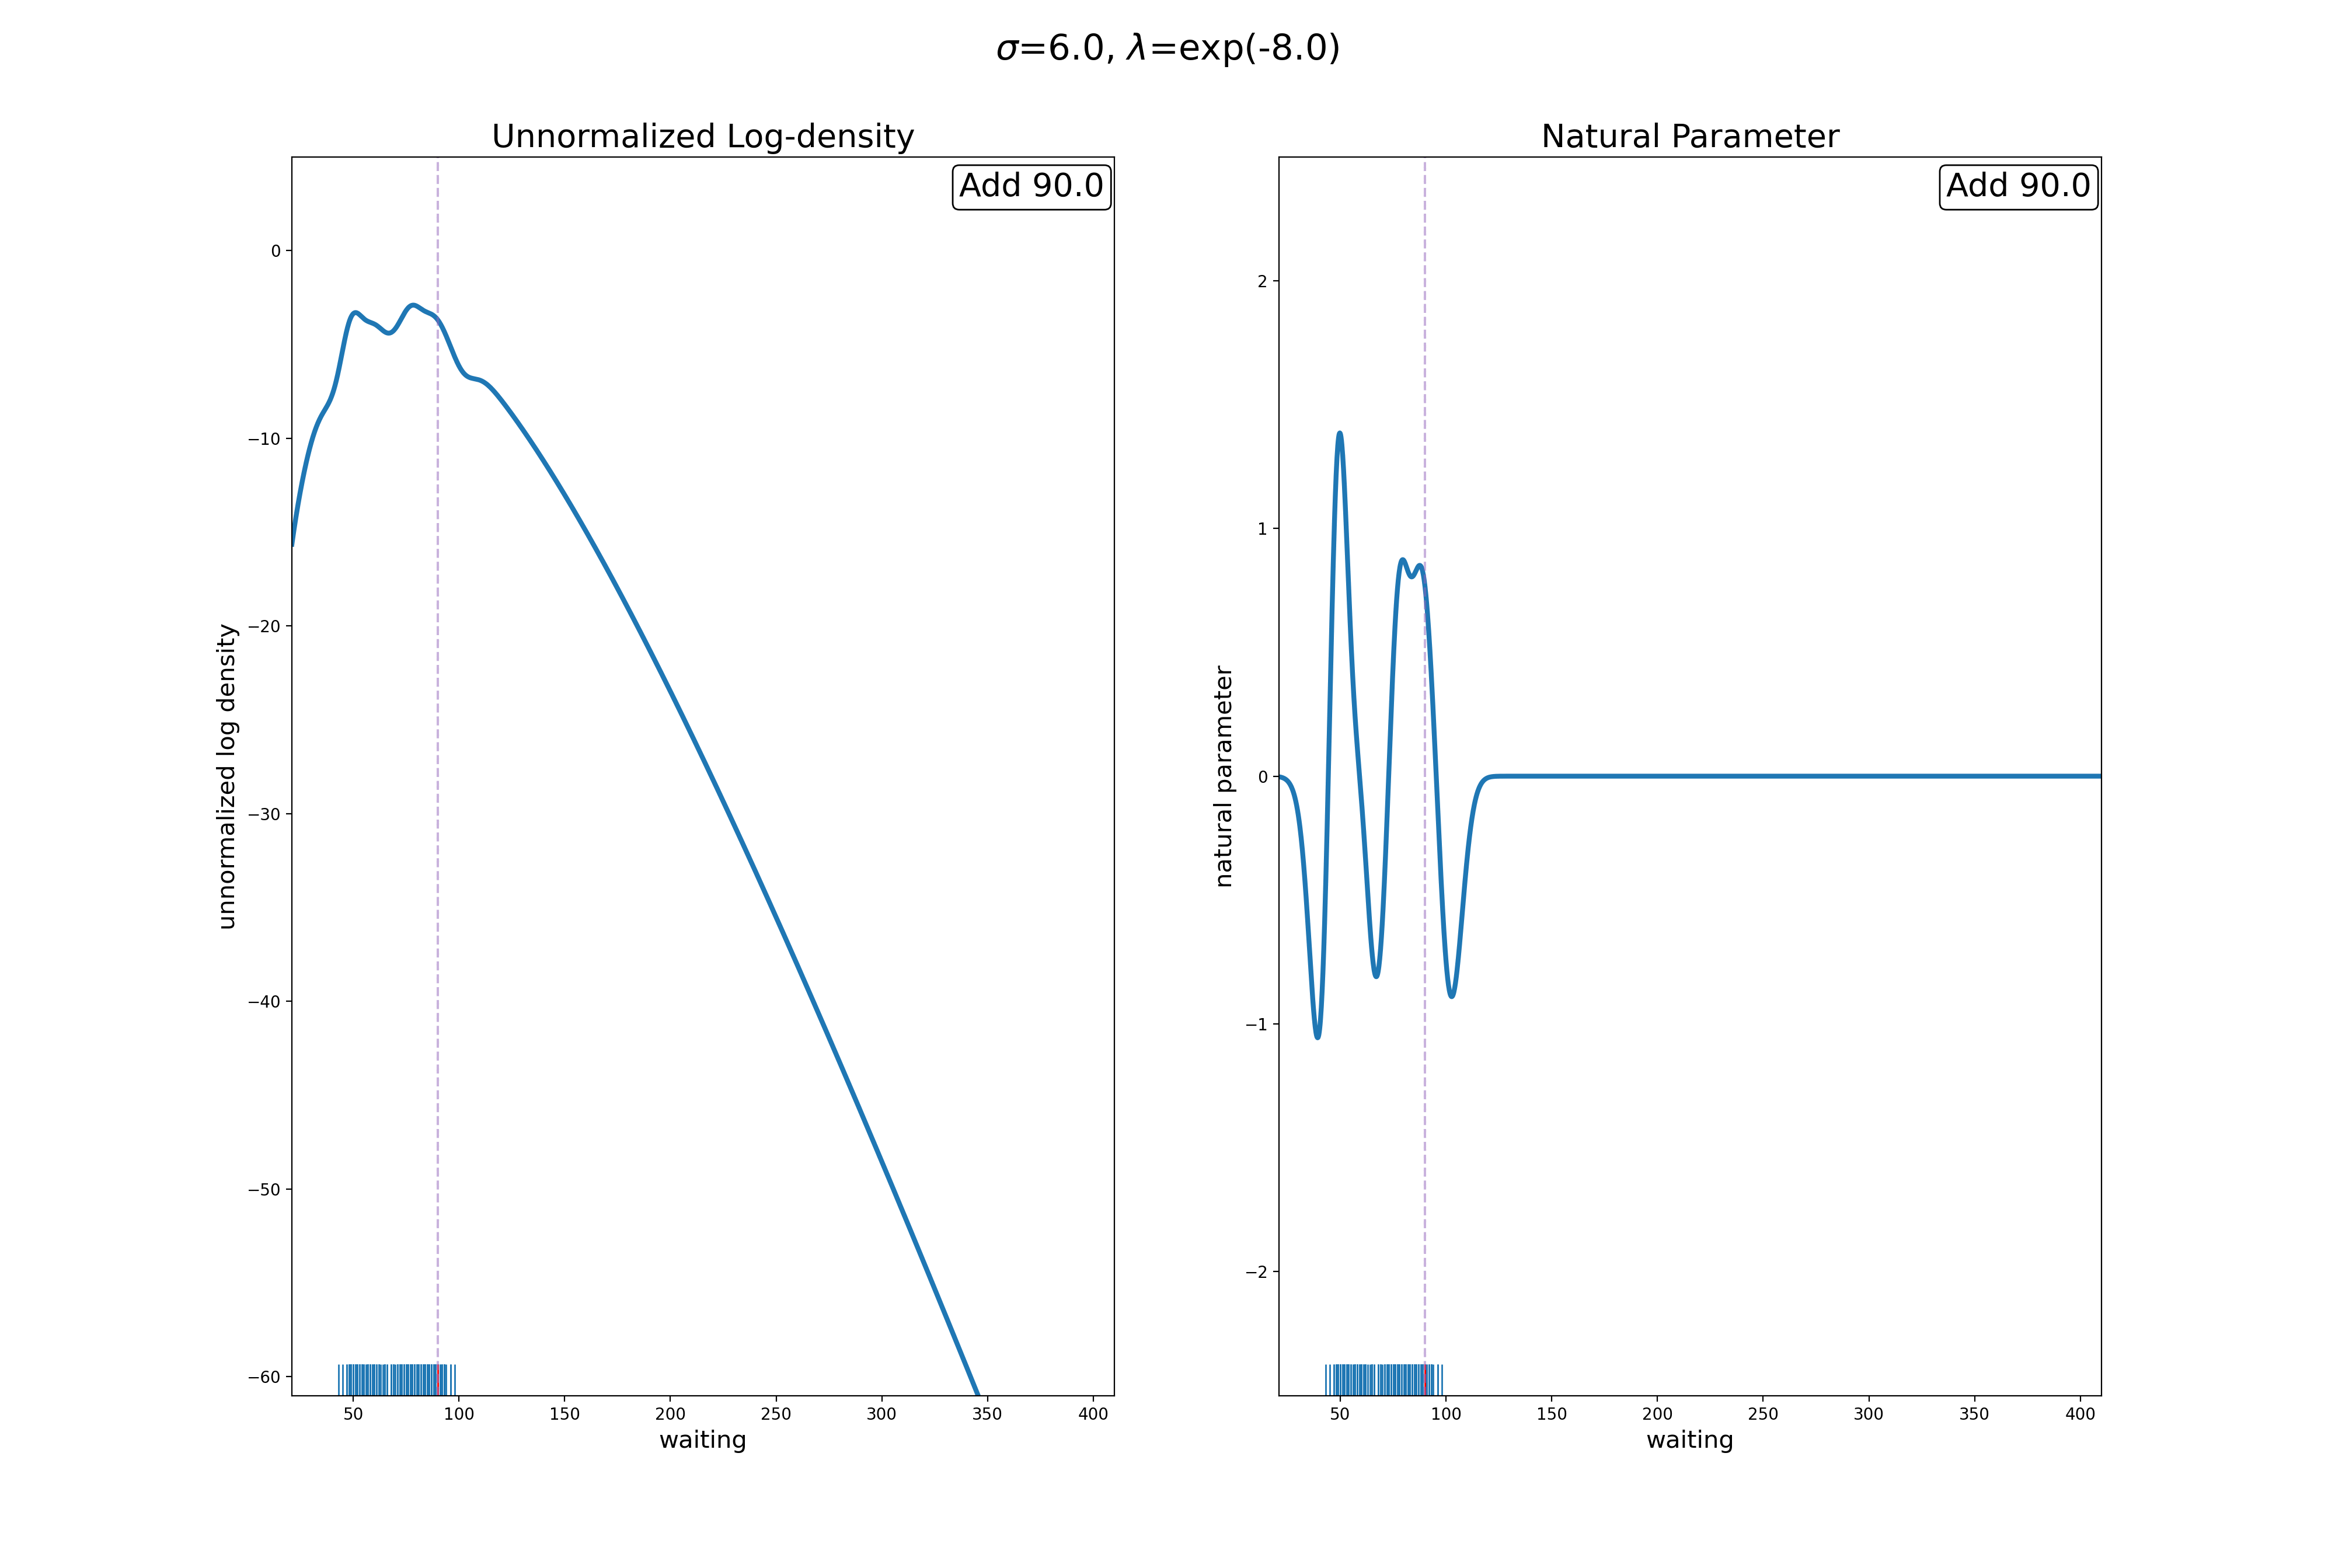 σ=6.0, λ=exp(-8.0)
Unnormalized Log-density
Add 90.0
unnormalized log density
0
−10
−20
−30
−40
−50
−60
50 100 150 200 250 300 350 400
waiting
Natural Parameter
Add 90.0
natural parameter
2
1
0
−1
−2
50 100 150 200 250 300 350 400
waiting